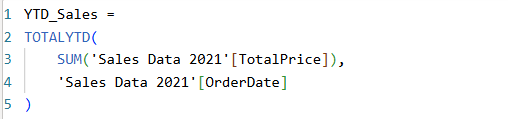 1 YTD_Sales =
2 TOTALYTD(
3     SUM('Sales Data 2021'[TotalPrice]),
4     'Sales Data 2021'[OrderDate]
5 )